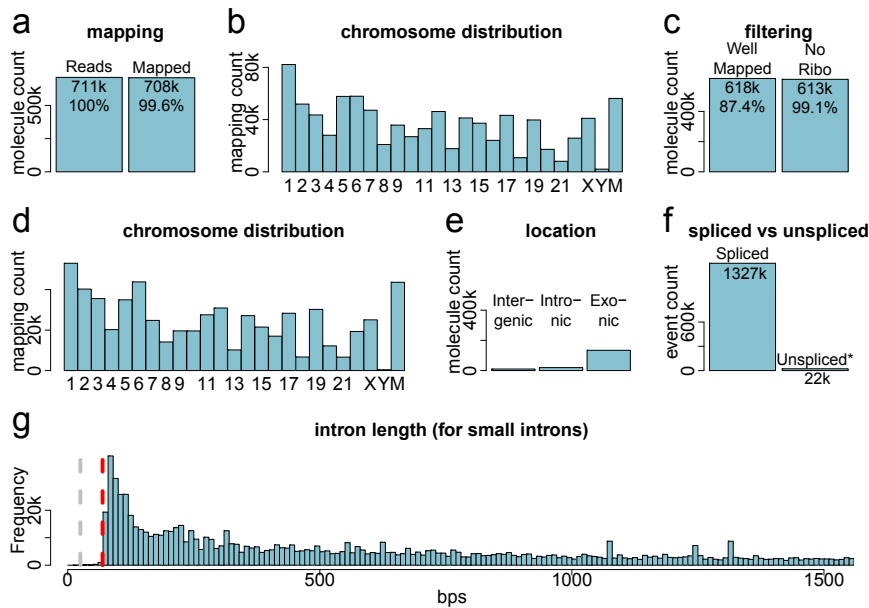 a
mapping
Reads
Mapped
711k
100%
708k
99.6%
molecule count
0
500k
b
chromosome distribution
mapping count
0
40k
80k
1 2 3 4 5 6 7 8 9 11 13 15 17 19 21 XYM
c
filtering
Well
Mapped
No
Ribo
618k
87.4%
613k
99.1%
molecule count
0
400k
d
chromosome distribution
mapping count
0
20k
1 2 3 4 5 6 7 8 9 11 13 15 17 19 21 XYM
e
location
molecule count
0
400k
Inter−
genic
Intro−
nic
Exo−
nic
f
spliced vs unspliced
Spliced
1327k
event count
0
600k
Unspliced*
22k
g
intron length (for small introns)
Frequency
0
20k
0 500 1000 1500
bps